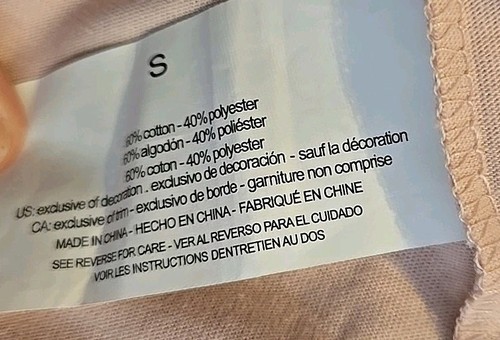 S
60% cotton - 40% polyester
60% algodón - 40% poliéster
60% coton - 40% polyester
US: exclusive of decoration . exclusivo de decoración - sauf la décoration
CA: exclusive of trim - exclusivo de borde - garniture non comprise
MADE IN CHINA - HECHO EN CHINA - FABRIQUÉ EN CHINE
SEE REVERSE FOR CARE - VER AL REVERSO PARA EL CUIDADO
VOIR LES INSTRUCTIONS DENTRETIEN AU DOS